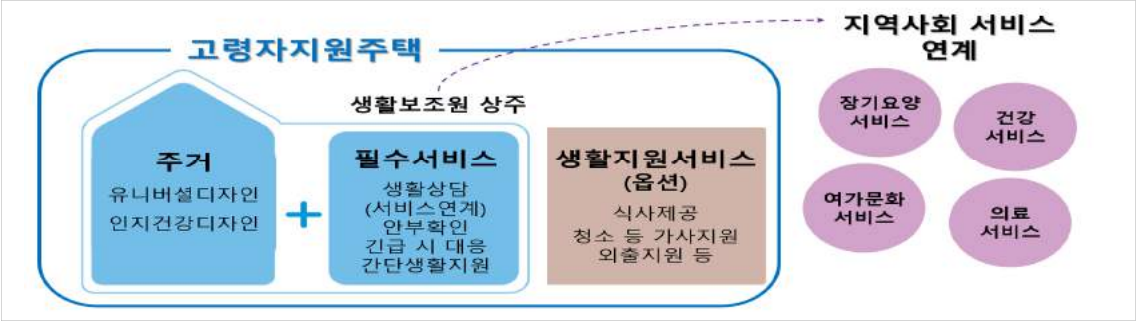 고령자지원주택
생활보조원 상주
주거
유니버셜디자인
인지건강디자인
+
필수서비스
생활상담
(서비스연계)
안부확인
긴급 시 대응
간단생활지원
생활지원서비스
(옵션)
식사제공
청소 등 가사지원
외출지원 등
지역사회 서비스
연계
장기요양
서비스
건강
서비스
여가문화
서비스
의료
서비스